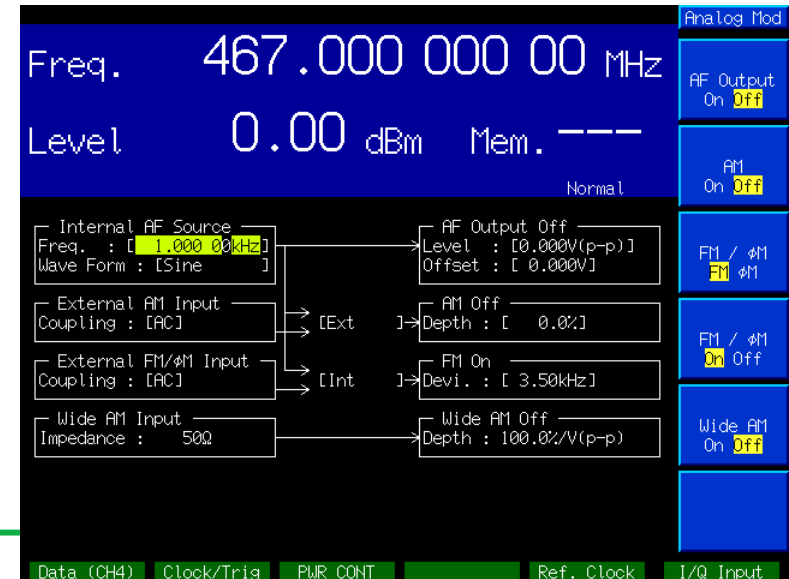 Analog Mod
Freq. 467.000 000 00 MHz
Level 0.00 dBm Mem. ---
Normal
AF Output
On Off
AM
On Off
FM / φM
FM φM
FM / φM
On Off
Wide AM
On Off
Internal AF Source
Freq. : [ 1.000 00kHz]
Wave Form : [Sine ]
AF Output Off
Level : [0.000V(p-p)]
Offset : [ 0.000V]
External AM Input
Coupling : [AC]
[Ext ]
AM Off
Depth : [ 0.0%]
External FM/φM Input
Coupling : [AC]
[Int ]
FM On
Devi. : [ 3.50kHz]
Wide AM Input
Impedance : 50Ω
Wide AM Off
Depth : 100.0%/V(p-p)
Data (CH4) Clock/Trig PWR CONT Ref. Clock I/Q Input